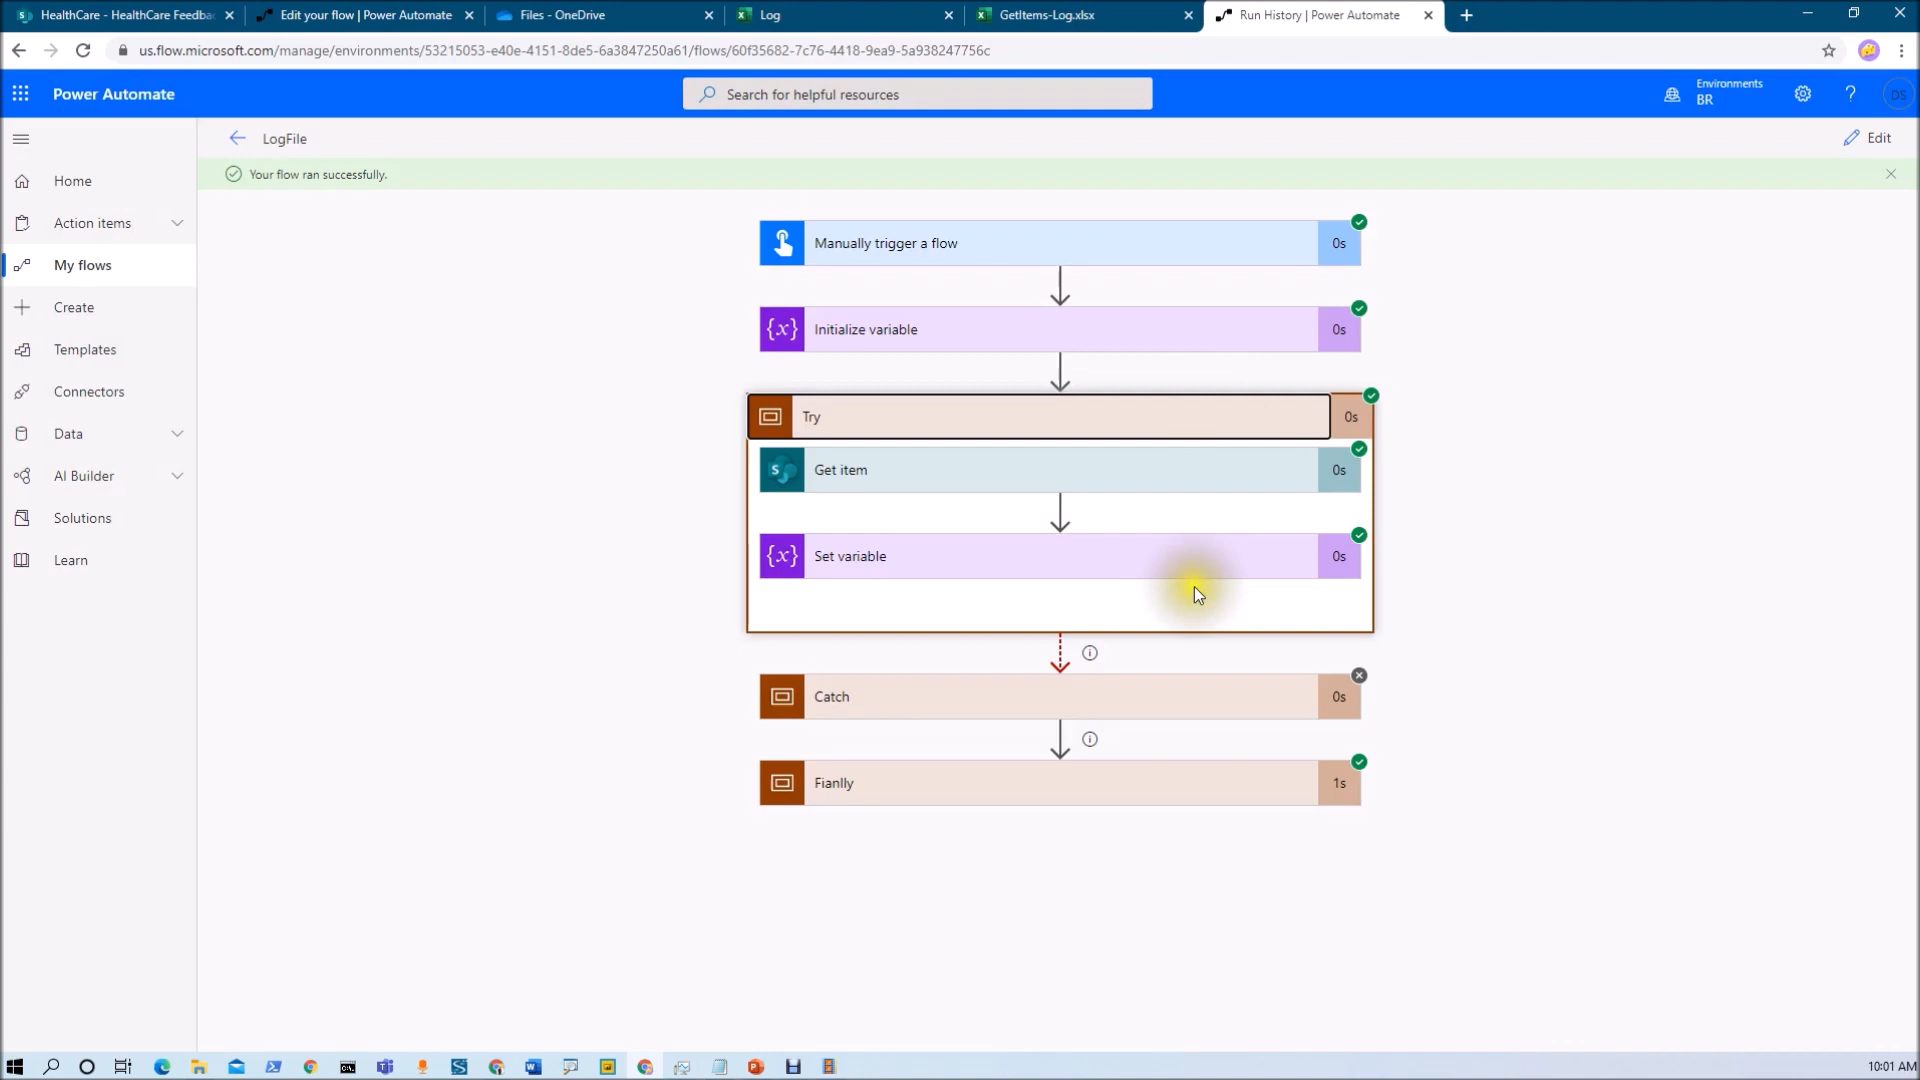 HealthCare - HealthCare Feedba
Edit your flow | Power Automate
Files - OneDrive
Log
GetItems-Log.xlsx
Run History | Power Automate
us.flow.microsoft.com/manage/environments/53215053-e40e-4151-8de5-6a3847250a61/flows/60f35682-7c76-4418-9ea9-5a938247756c
Power Automate
Search for helpful resources
Environments
BR
DS
LogFile
Edit
Your flow ran successfully.
Home
Action items
My flows
Create
Templates
Connectors
Data
AI Builder
Solutions
Learn
Manually trigger a flow
0s
Initialize variable
0s
Try
0s
Get item
0s
Set variable
0s
Catch
0s
Fianlly
1s
10:01 AM